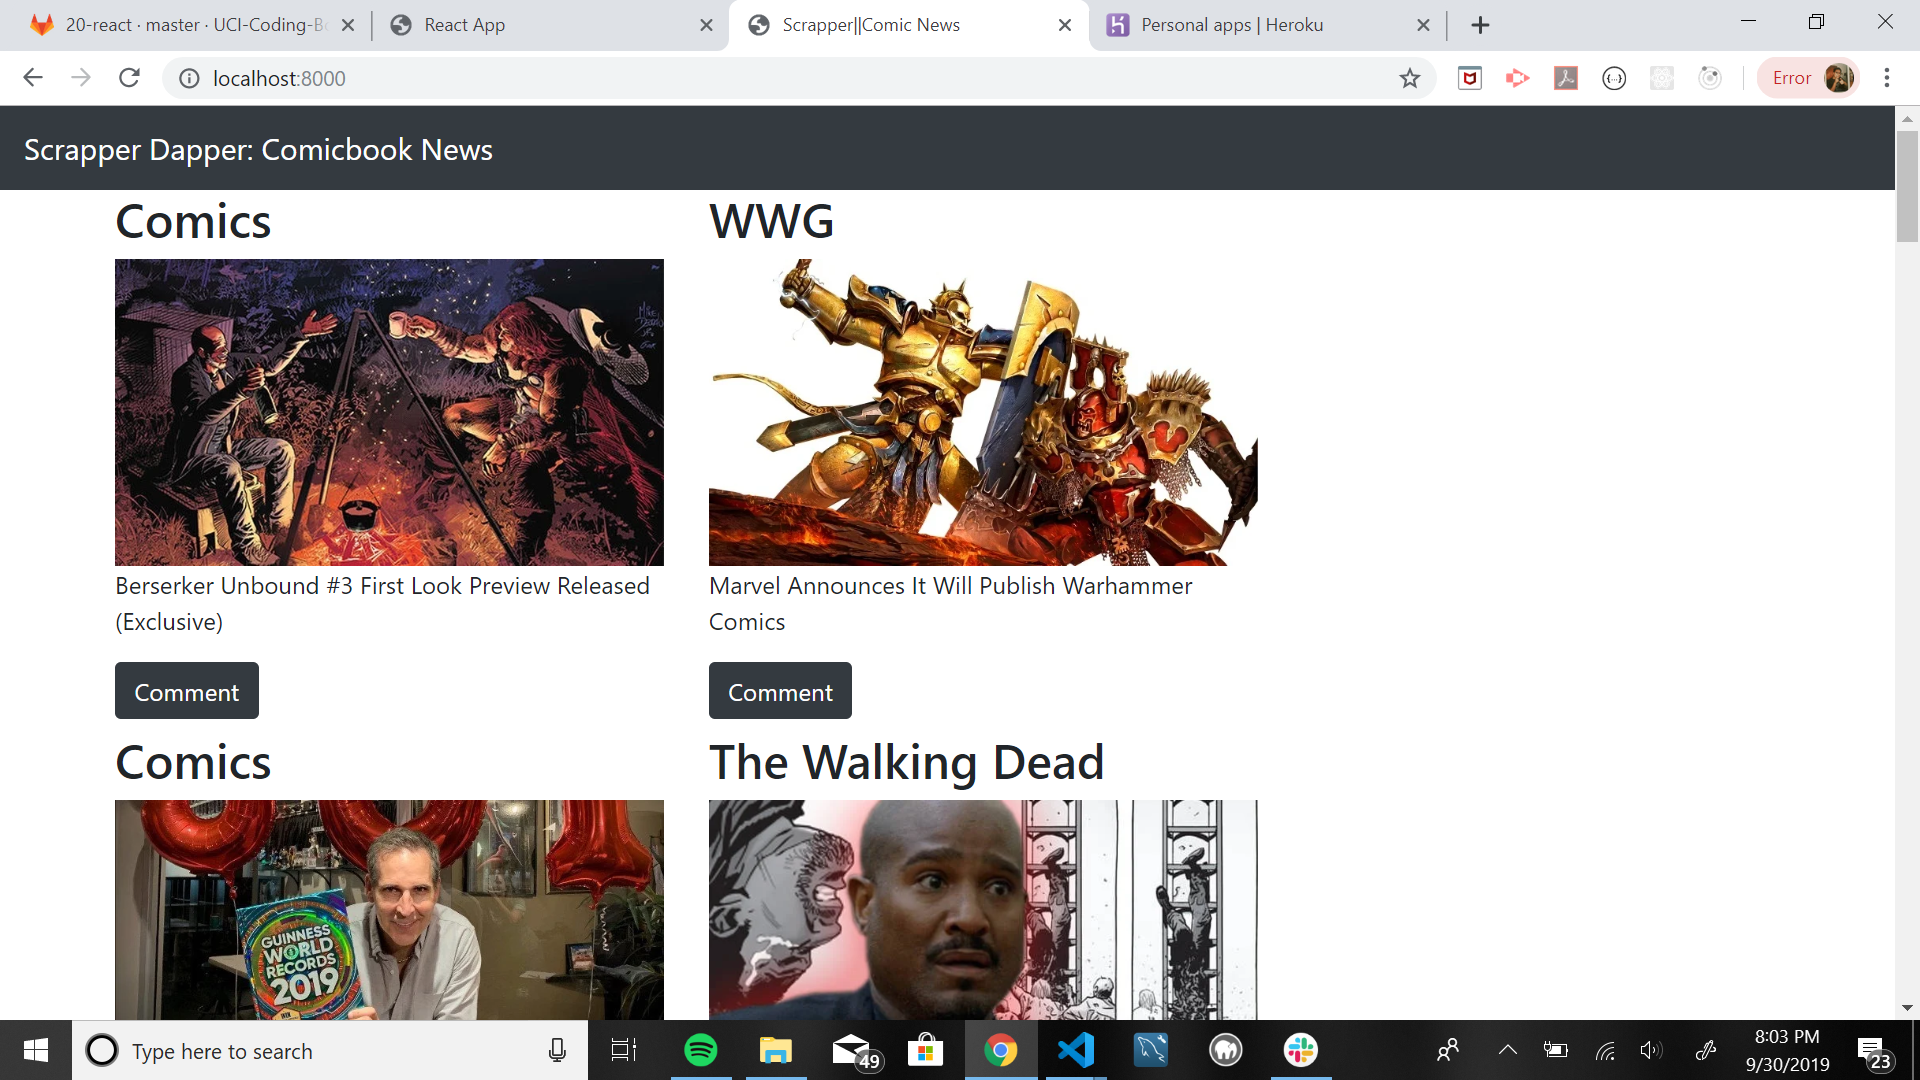 20-react · master · UCI-Coding-Bo
React App
Scrapper||Comic News
Personal apps | Heroku
localhost:8000
Error
Scrapper Dapper: Comicbook News
Comics
WWG
Berserker Unbound #3 First Look Preview Released
(Exclusive)
Marvel Announces It Will Publish Warhammer
Comics
Comment
Comment
Comics
The Walking Dead
GUINNESS
WORLD
RECORDS
2019
Type here to search
49
8:03 PM
9/30/2019
23